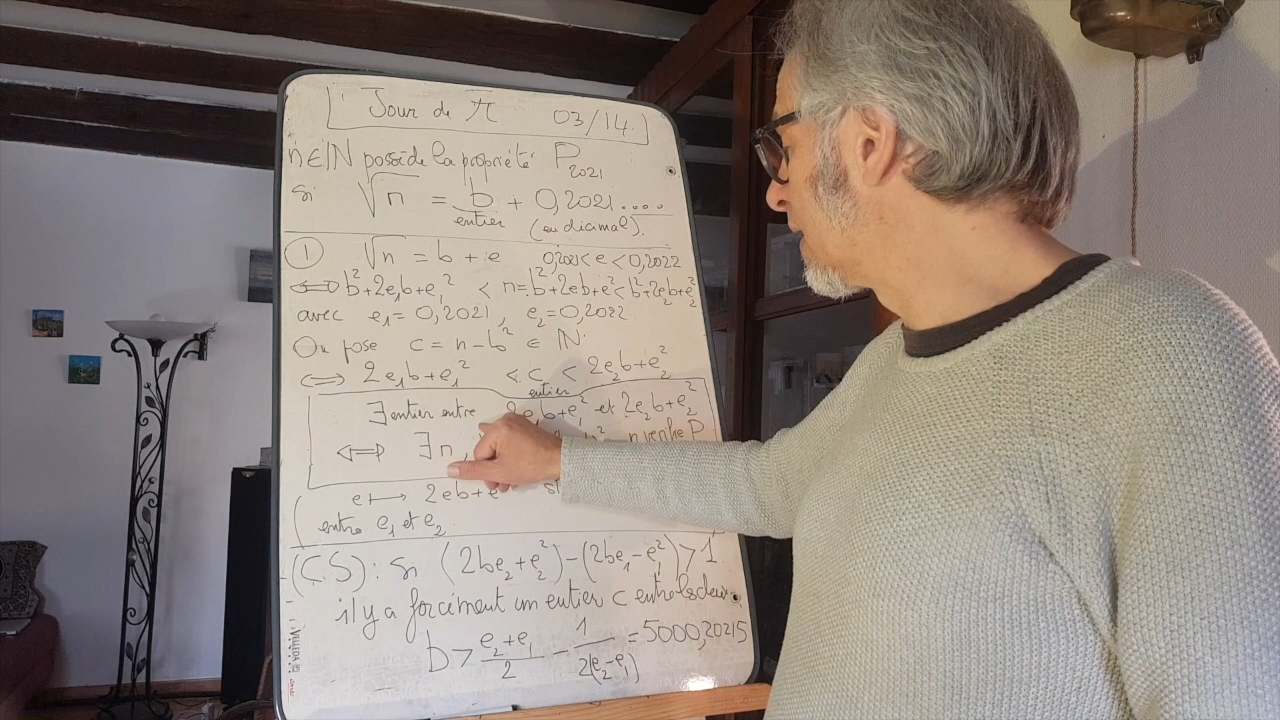 Jour de π 03/14
n ∈ ℕ possède la propriété P₂₀₂₁
si √n = b + 0,2021....
entier (en décimal).
① √n = b + e 0,2021 < e < 0,2022
⟺ b² + 2e₁b + e₁² < n = b² + 2eb + e² < b² + 2e₂b + e₂²
avec e₁ = 0,2021, e₂ = 0,2022
On pose c = n - b² ∈ ℕ.
⟺ 2e₁b + e₁² < c < 2e₂b + e₂²
entier
∃ entier entre 2e₁b + e₁² et 2e₂b + e₂²
⟺ ∃ n, n vérifie P
e ⟼ 2eb + e
entre e₁ et e₂
(C.S) : si (2be₂ + e₂²) - (2be₁ - e₁²) > 1
il y a forcément un entier c entre les deux.
b > (e₂ + e₁)/2 - 1/(2(e₂ - e₁)) = 5000,20215
VELLEDA